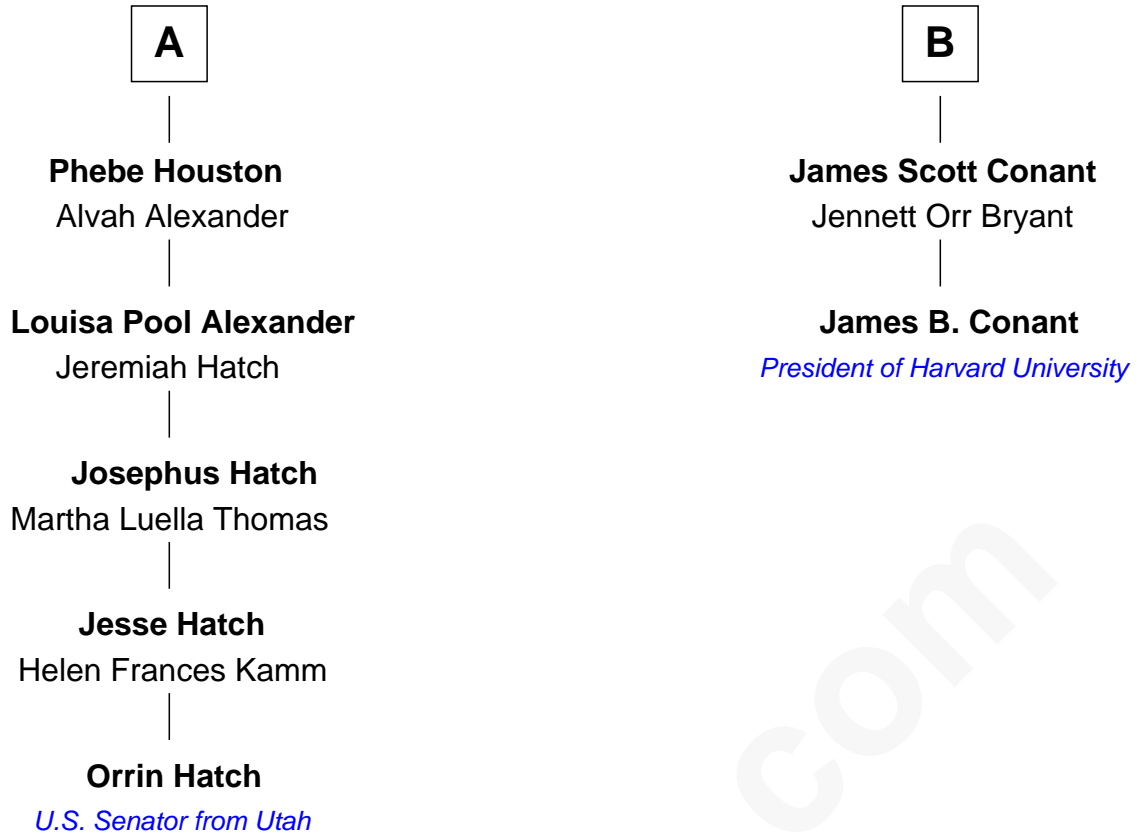 A
Phebe Houston
Alvah Alexander
Louisa Pool Alexander
Jeremiah Hatch
Josephus Hatch
Martha Luella Thomas
Jesse Hatch
Helen Frances Kamm
Orrin Hatch
U.S. Senator from Utah
B
James Scott Conant
Jennett Orr Bryant
James B. Conant
President of Harvard University
com